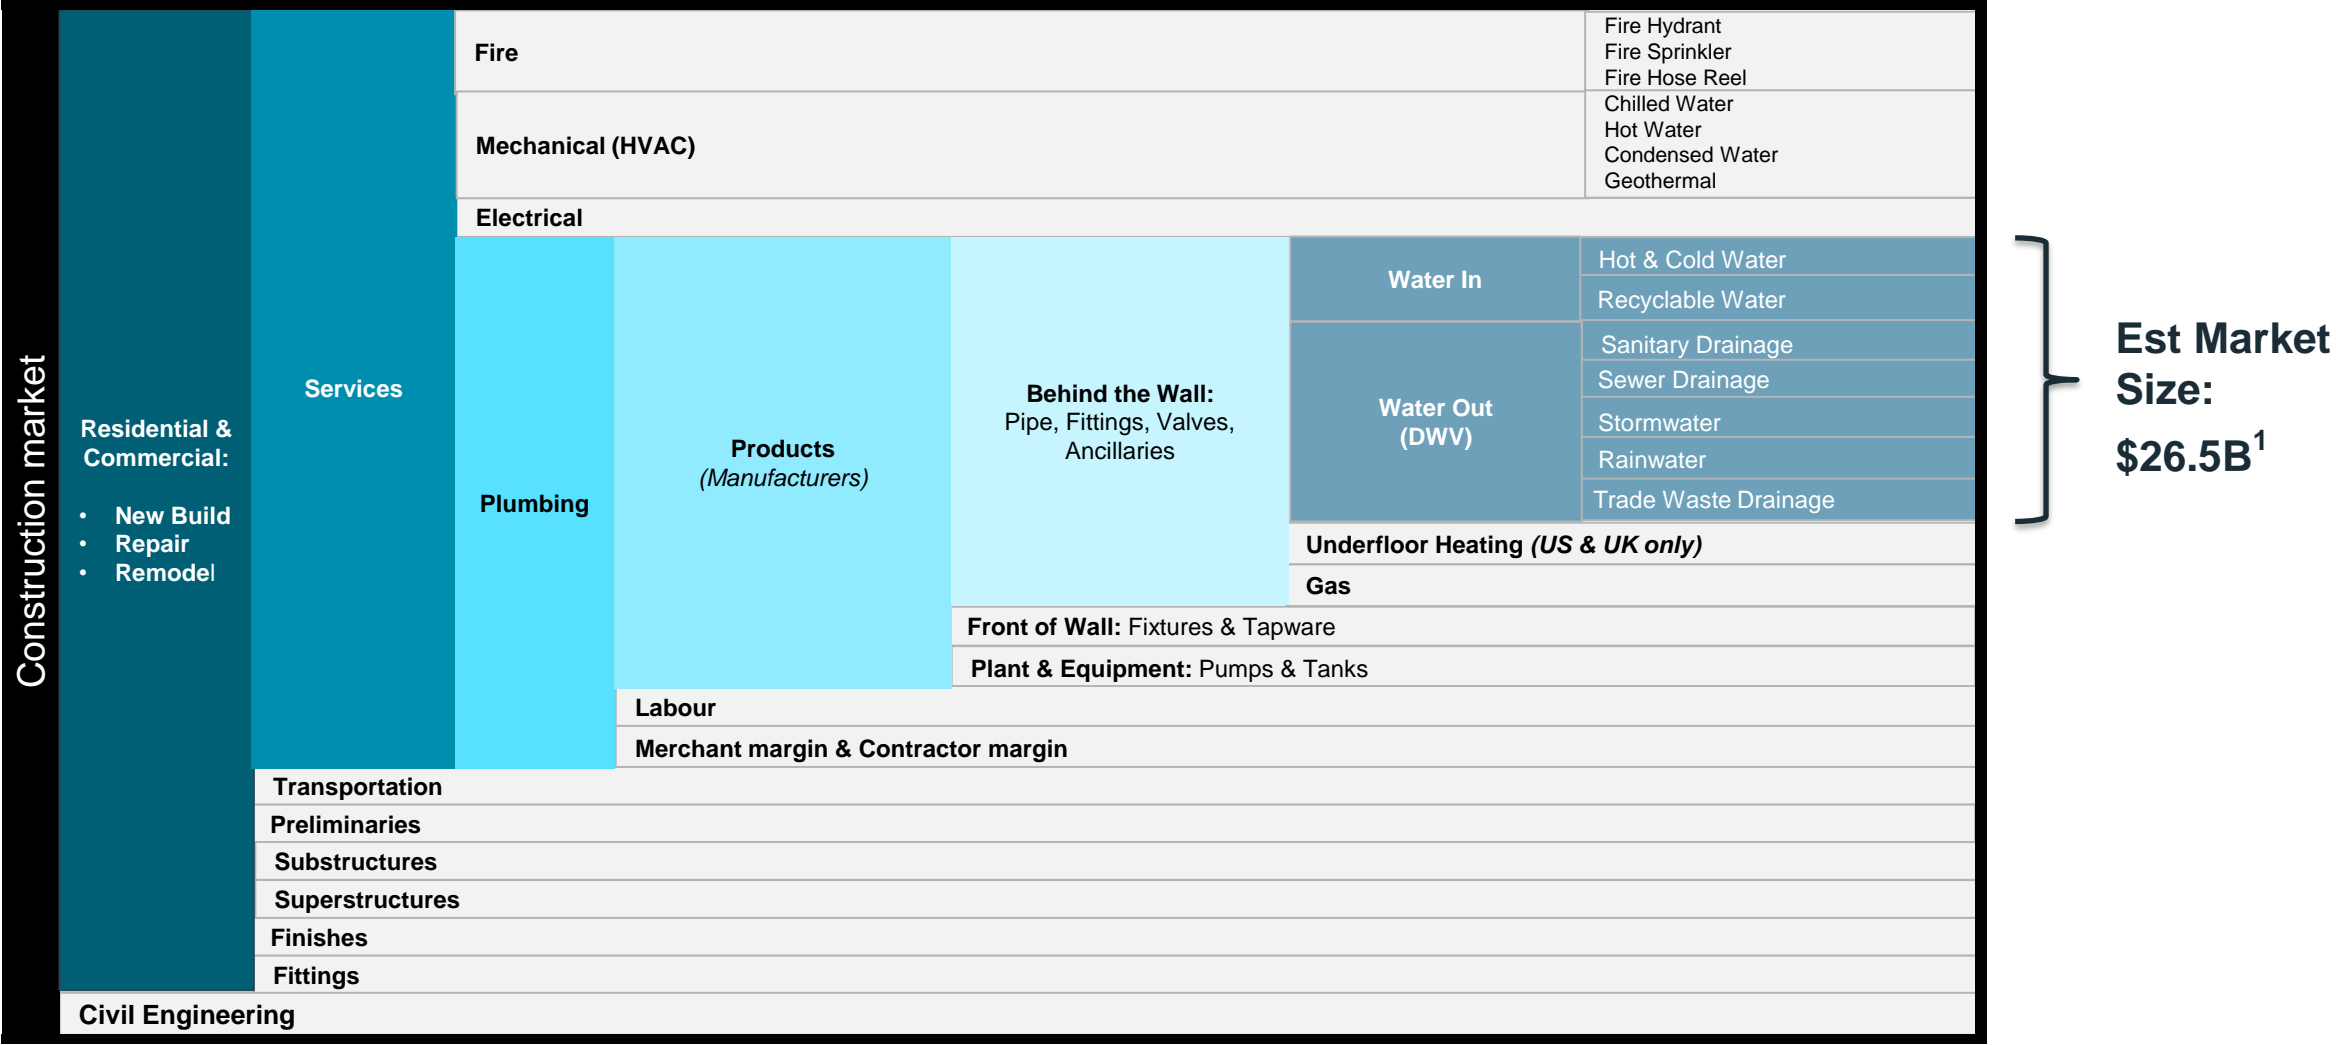 Construction market
Residential &
Commercial:
• New Build
• Repair
• Remodel
Services
Fire
Fire Hydrant
Fire Sprinkler
Fire Hose Reel
Mechanical (HVAC)
Chilled Water
Hot Water
Condensed Water
Geothermal
Electrical
Plumbing
Products
(Manufacturers)
Behind the Wall:
Pipe, Fittings, Valves,
Ancillaries
Water In
Hot & Cold Water
Recyclable Water
Water Out
(DWV)
Sanitary Drainage
Sewer Drainage
Stormwater
Rainwater
Trade Waste Drainage
Underfloor Heating (US & UK only)
Gas
Front of Wall: Fixtures & Tapware
Plant & Equipment: Pumps & Tanks
Labour
Merchant margin & Contractor margin
Transportation
Preliminaries
Substructures
Superstructures
Finishes
Fittings
Civil Engineering
Est Market
Size:
$26.5B¹